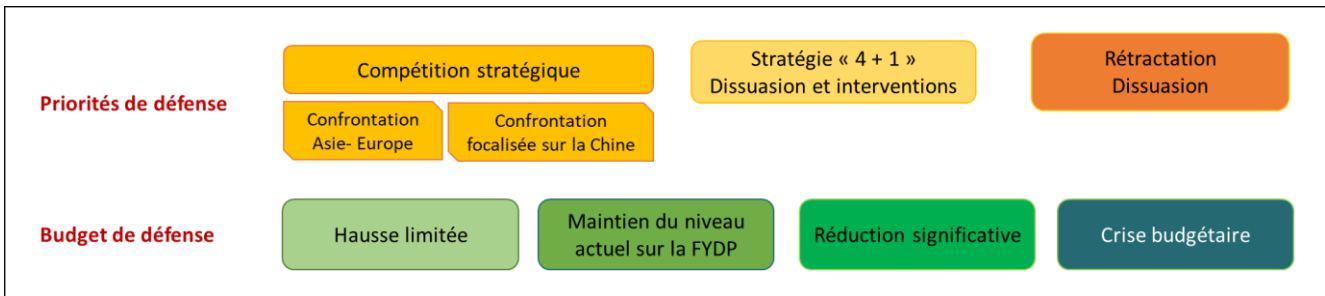 Priorités de défense
Compétition stratégique
Confrontation
Asie- Europe
Confrontation
focalisée sur la Chine
Stratégie « 4 + 1 »
Dissuasion et interventions
Rétractation
Dissuasion
Budget de défense
Hausse limitée
Maintien du niveau
actuel sur la FYDP
Réduction significative
Crise budgétaire